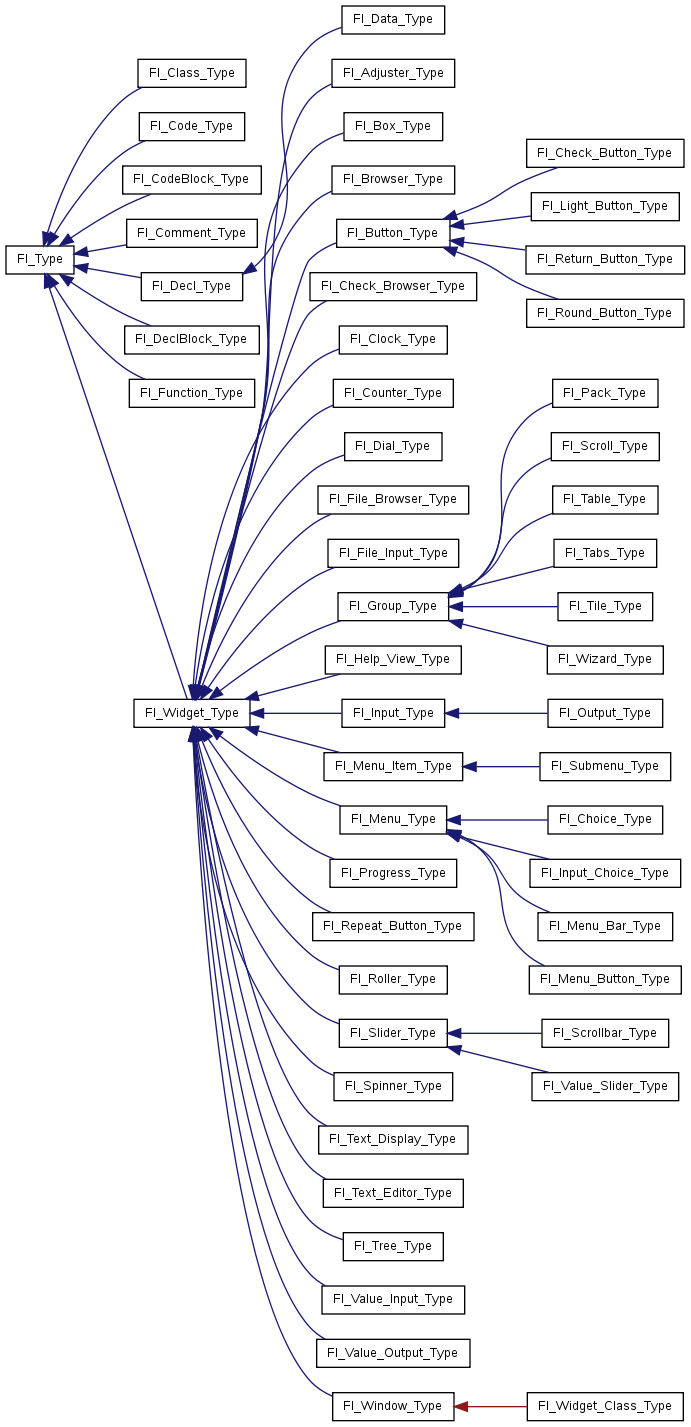 Fl_Data_Type
Fl_Class_Type
Fl_Adjuster_Type
Fl_Code_Type
Fl_Box_Type
Fl_Check_Button_Type
Fl_CodeBlock_Type
Fl_Browser_Type
Fl_Light_Button_Type
Fl_Comment_Type
Fl_Button_Type
Fl_Type
Fl_Return_Button_Type
Fl_Decl_Type
Fl_Check_Browser_Type
Fl_Round_Button_Type
Fl_DeclBlock_Type
Fl_Clock_Type
Fl_Function_Type
Fl_Counter_Type
Fl_Pack_Type
Fl_Dial_Type
Fl_Scroll_Type
Fl_File_Browser_Type
Fl_Table_Type
Fl_File_Input_Type
Fl_Tabs_Type
Fl_Group_Type
Fl_Tile_Type
Fl_Help_View_Type
Fl_Wizard_Type
Fl_Widget_Type
Fl_Input_Type
Fl_Output_Type
Fl_Menu_Item_Type
Fl_Submenu_Type
Fl_Menu_Type
Fl_Choice_Type
Fl_Progress_Type
Fl_Input_Choice_Type
Fl_Repeat_Button_Type
Fl_Menu_Bar_Type
Fl_Roller_Type
Fl_Menu_Button_Type
Fl_Slider_Type
Fl_Scrollbar_Type
Fl_Spinner_Type
Fl_Value_Slider_Type
Fl_Text_Display_Type
Fl_Text_Editor_Type
Fl_Tree_Type
Fl_Value_Input_Type
Fl_Value_Output_Type
Fl_Window_Type
Fl_Widget_Class_Type